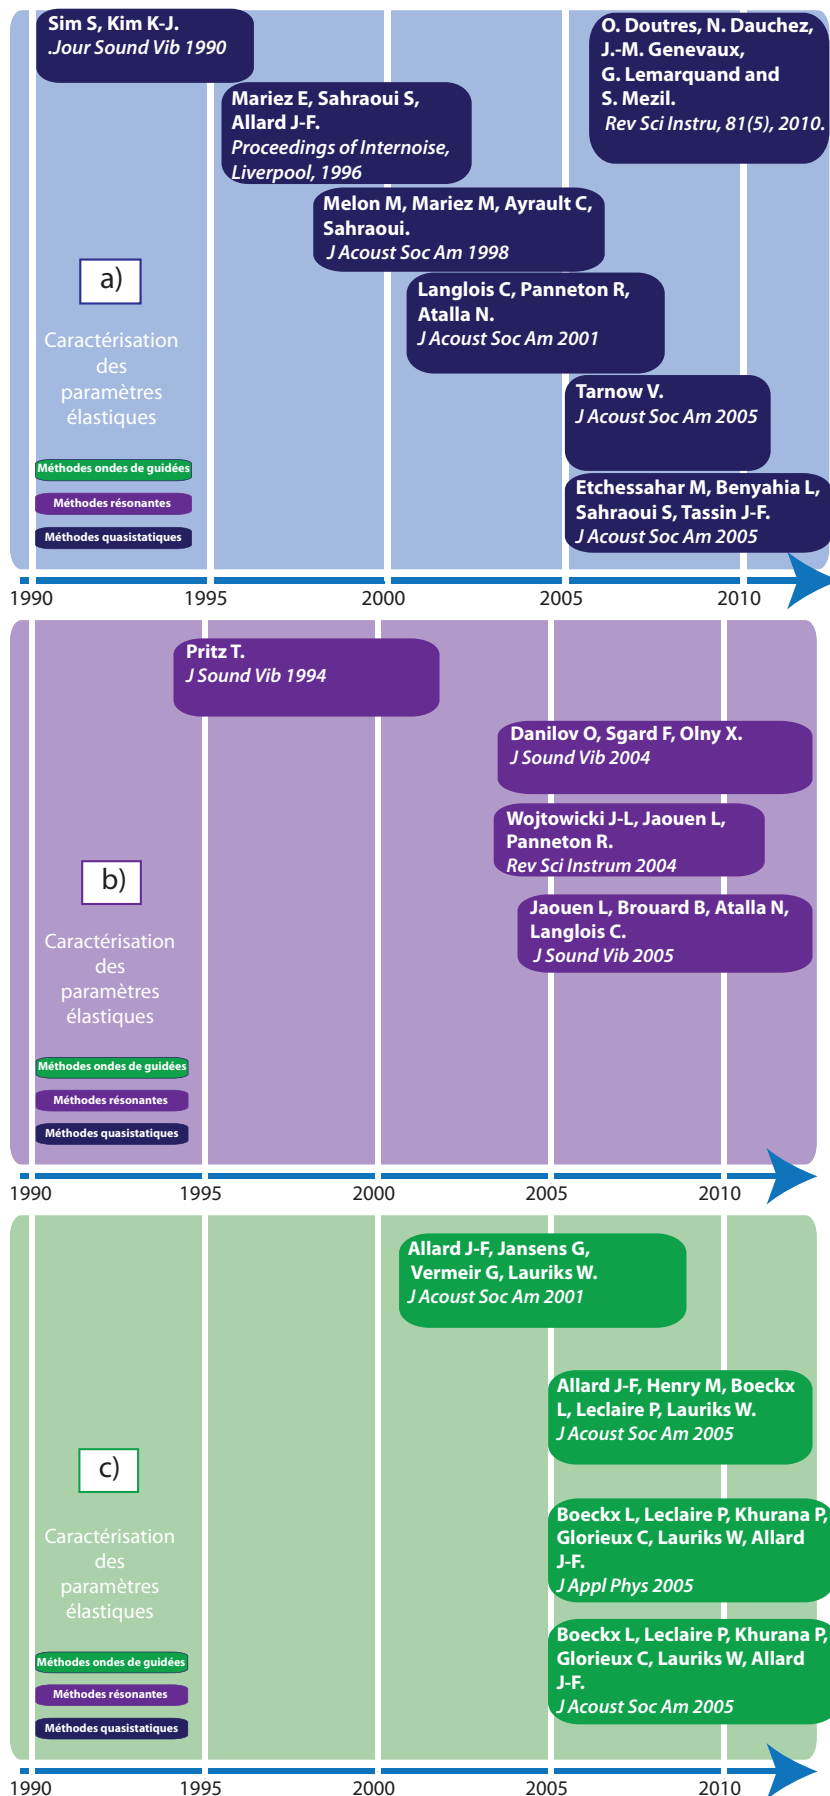 Sim S, Kim K-J.
.Jour Sound Vib 1990
O. Doutres, N. Dauchez,
J.-M. Genevaux,
G. Lemarquand and
S. Mezil.
Rev Sci Instru, 81(5), 2010.
Mariez E, Sahraoui S,
Allard J-F.
Proceedings of Internoise,
Liverpool, 1996
Melon M, Mariez M, Ayrault C,
Sahraoui.
J Acoust Soc Am 1998
Langlois C, Panneton R,
Atalla N.
J Acoust Soc Am 2001
Tarnow V.
J Acoust Soc Am 2005
Etchessahar M, Benyahia L,
Sahraoui S, Tassin J-F.
J Acoust Soc Am 2005
a)
Caractérisation
des
paramètres
élastiques
Méthodes ondes de guidées
Méthodes résonantes
Méthodes quasistatiques
1990 1995 2000 2005 2010
Pritz T.
J Sound Vib 1994
Danilov O, Sgard F, Olny X.
J Sound Vib 2004
Wojtowicki J-L, Jaouen L,
Panneton R.
Rev Sci Instrum 2004
Jaouen L, Brouard B, Atalla N,
Langlois C.
J Sound Vib 2005
b)
Caractérisation
des
paramètres
élastiques
Méthodes ondes de guidées
Méthodes résonantes
Méthodes quasistatiques
1990 1995 2000 2005 2010
Allard J-F, Jansens G,
Vermeir G, Lauriks W.
J Acoust Soc Am 2001
Allard J-F, Henry M, Boeckx
L, Leclaire P, Lauriks W.
J Acoust Soc Am 2005
Boeckx L, Leclaire P, Khurana P,
Glorieux C, Lauriks W, Allard
J-F.
J Appl Phys 2005
Boeckx L, Leclaire P, Khurana P,
Glorieux C, Lauriks W, Allard
J-F.
J Acoust Soc Am 2005
c)
Caractérisation
des
paramètres
élastiques
Méthodes ondes de guidées
Méthodes résonantes
Méthodes quasistatiques
1990 1995 2000 2005 2010